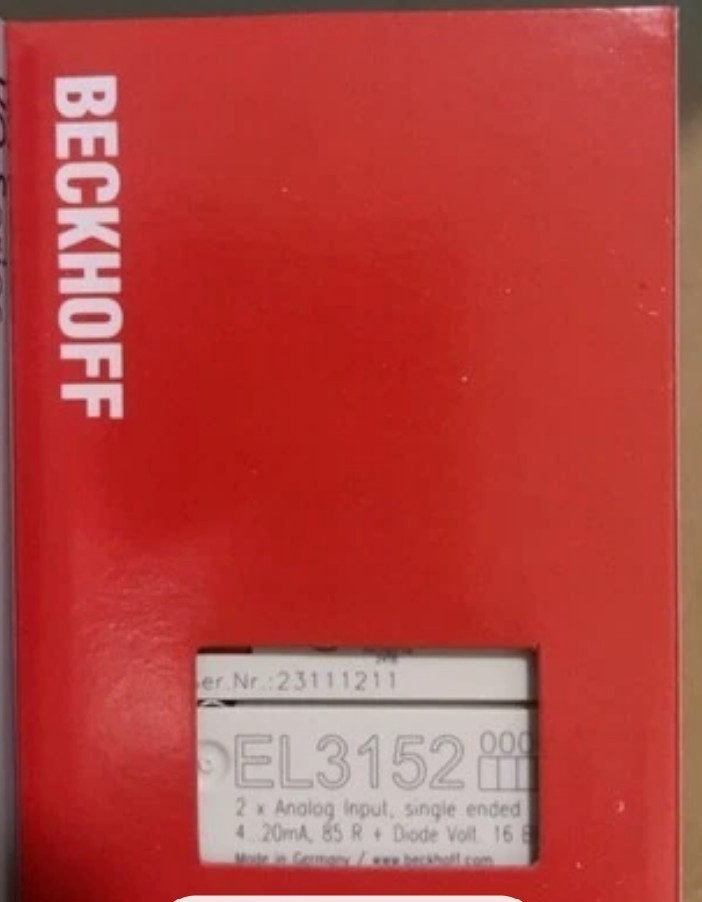 BECKHOFF
er.Nr.:23111211
EL3152 000
2 x Analog Input, single ended
4...20mA, 85 R + Diode Volt. 16 B
Made in Germany / www.beckhoff.com